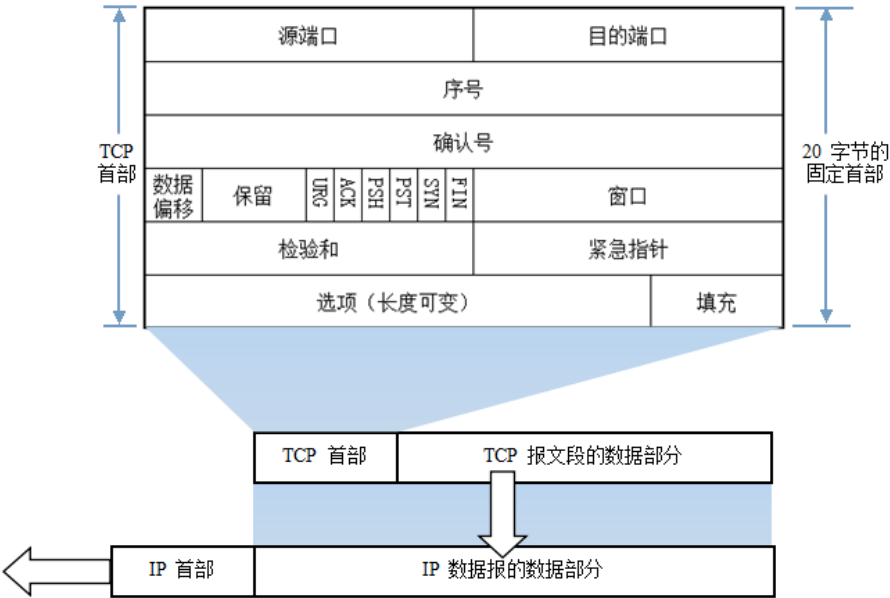 源端口
目的端口
序号
确认号
TCP
首部
20 字节的
固定首部
数据
偏移
保留
URG
ACK
PSH
PST
SYN
FIN
窗口
检验和
紧急指针
选项（长度可变）
填充
TCP 首部
TCP 报文段的数据部分
IP 首部
IP 数据报的数据部分